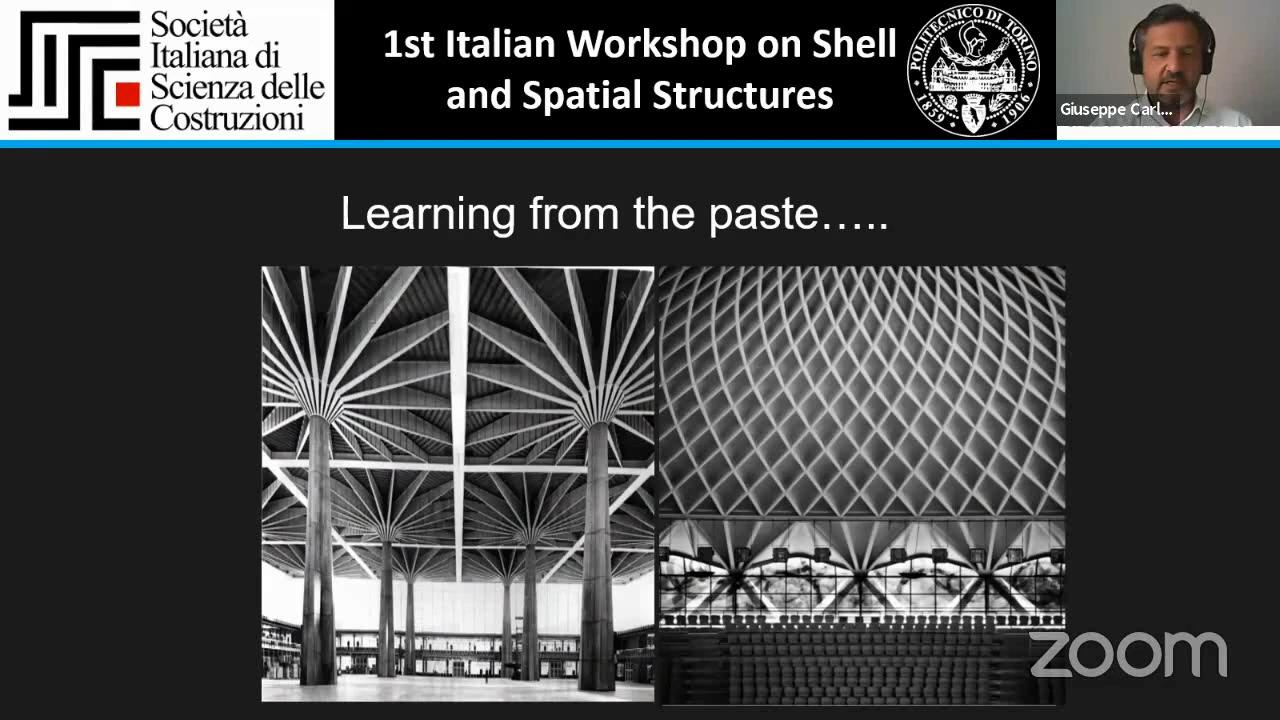 Società
Italiana di
Scienza delle
Costruzioni
1st Italian Workshop on Shell
and Spatial Structures
POLITECNICO DI TORINO
1859 1906
Giuseppe Carl...
Learning from the paste.....
zoom